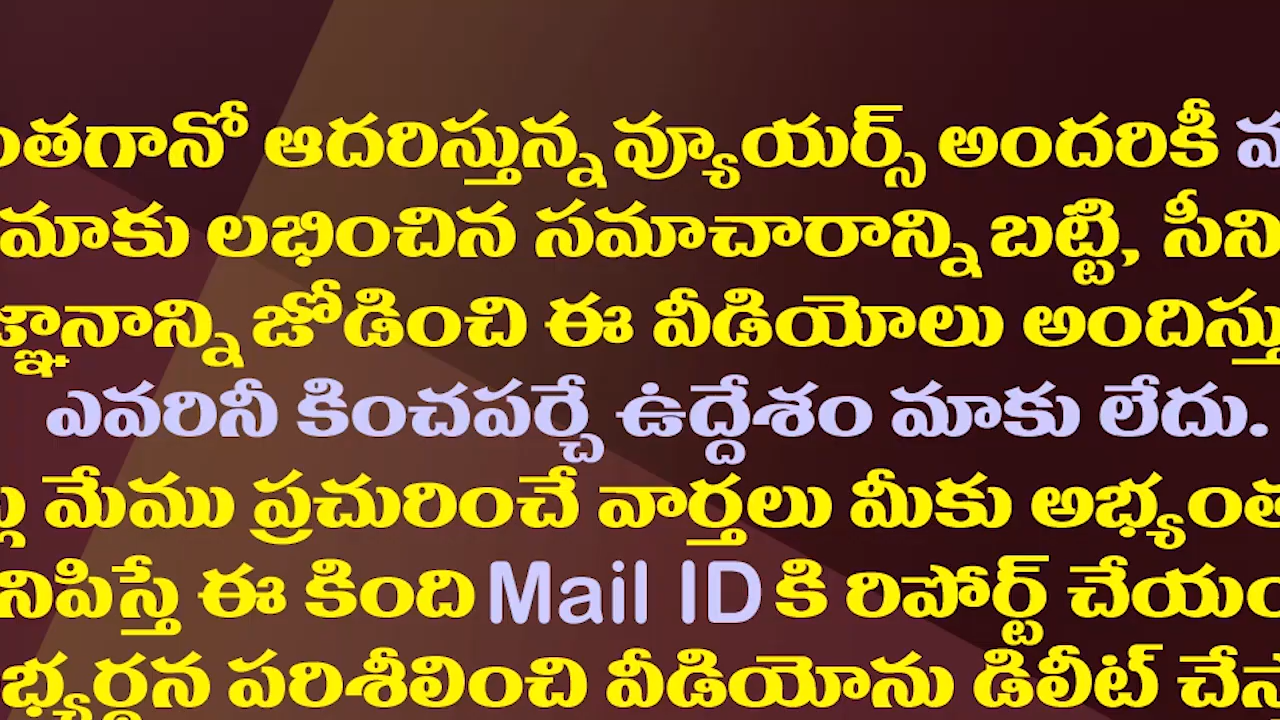 ంతగానో ఆదరిస్తున్న వ్యూయర్స్ అందరికీ
మాకు లభించిన సమాచారాన్ని బట్టి, సీని
జ్ఞానాన్ని జోడించి ఈ వీడియోలు అందిస్తు
ఎవరినీ కించపర్చే ఉద్దేశం మాకు లేదు.
ల్ల మేము ప్రచురించే వార్తలు మీకు అభ్యంత
నిపిస్తే ఈ కింది Mail ID కి రిపోర్ట్ చేయం
భ్యర్థన పరిశీలించి వీడియోను డిలీట్ చేస